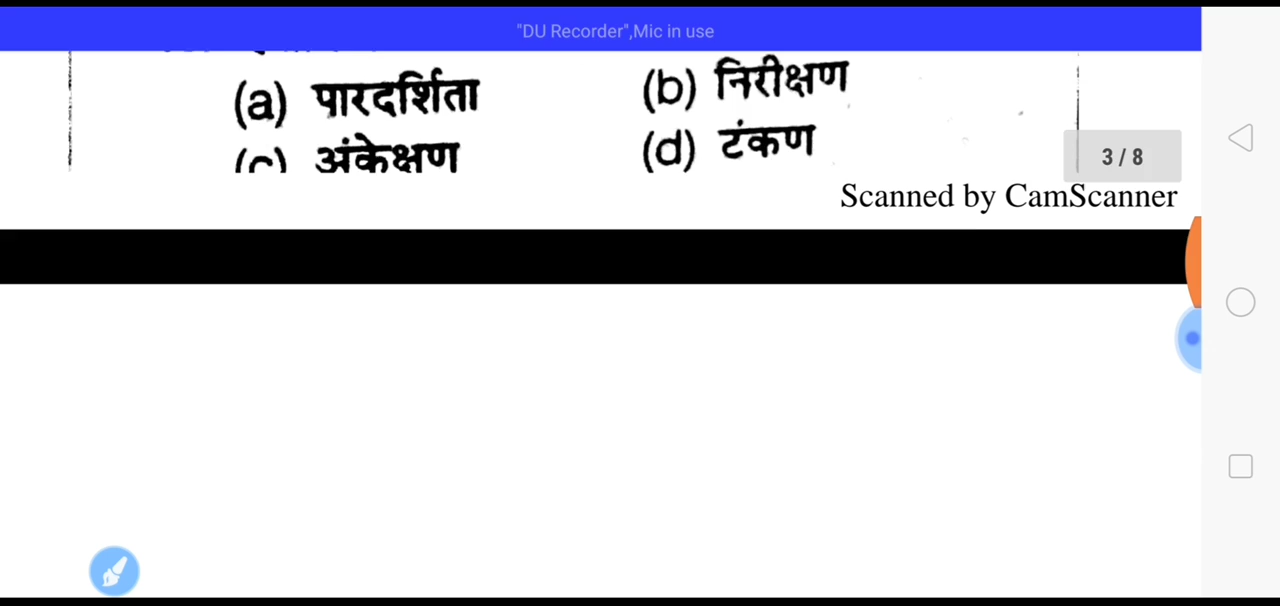 "DU Recorder",Mic in use
(a) पारदर्शिता (b) निरीक्षण
(c) अंकेक्षण (d) टंकण
3 / 8
Scanned by CamScanner